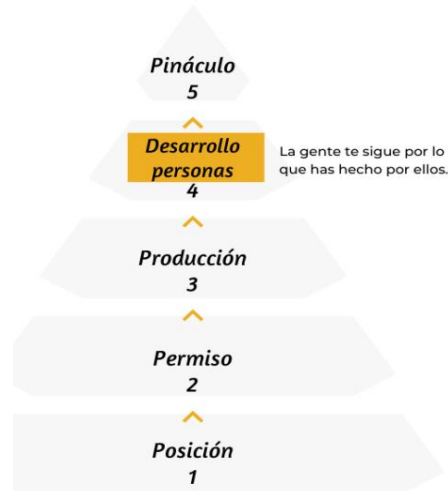 Pináculo
5
Desarrollo
personas
4
La gente te sigue por lo
que has hecho por ellos.
Producción
3
Permiso
2
Posición
1